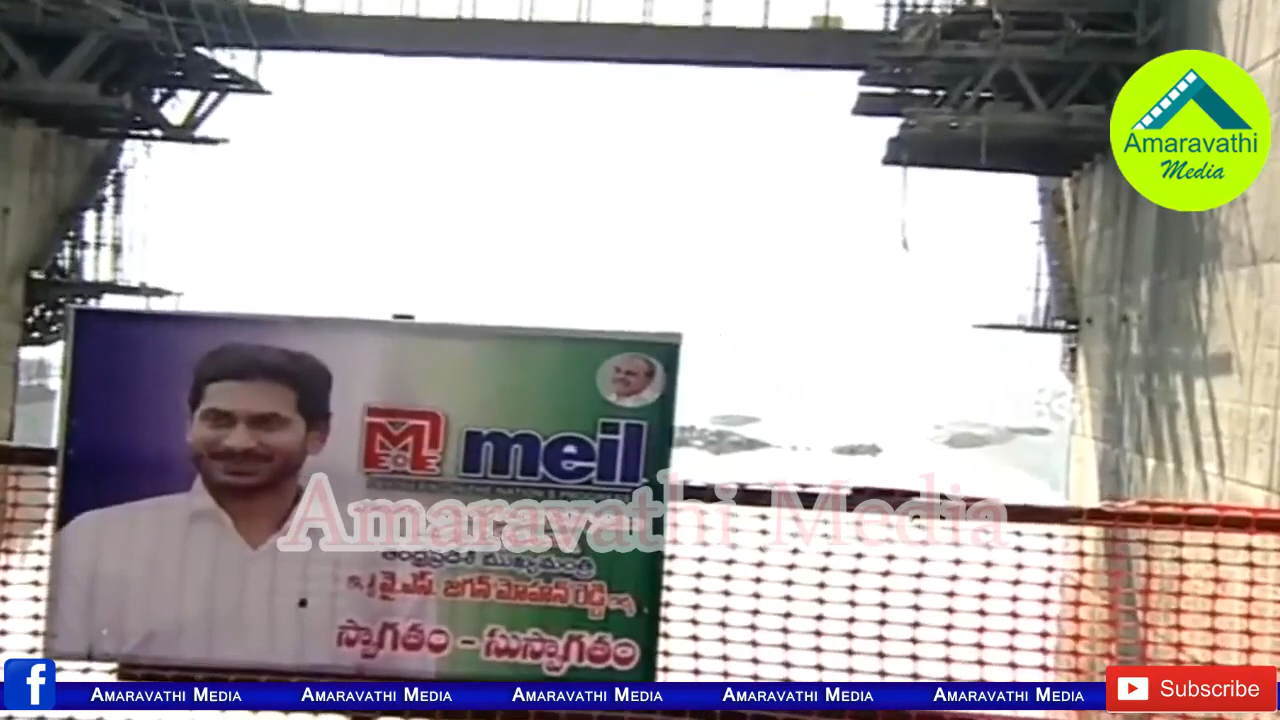 Amaravathi
Media
meil
Amaravathi Media
ఆంధ్రప్రదేశ్ ముఖ్యమంత్రి
శ్రీ వై.ఎస్. జగన్ మోహన్ రెడ్డి
స్వాగతం - సుస్వాగతం
f AMARAVATHI MEDIA AMARAVATHI MEDIA AMARAVATHI MEDIA AMARAVATHI MEDIA AMARAVATHI MEDIA Subscribe